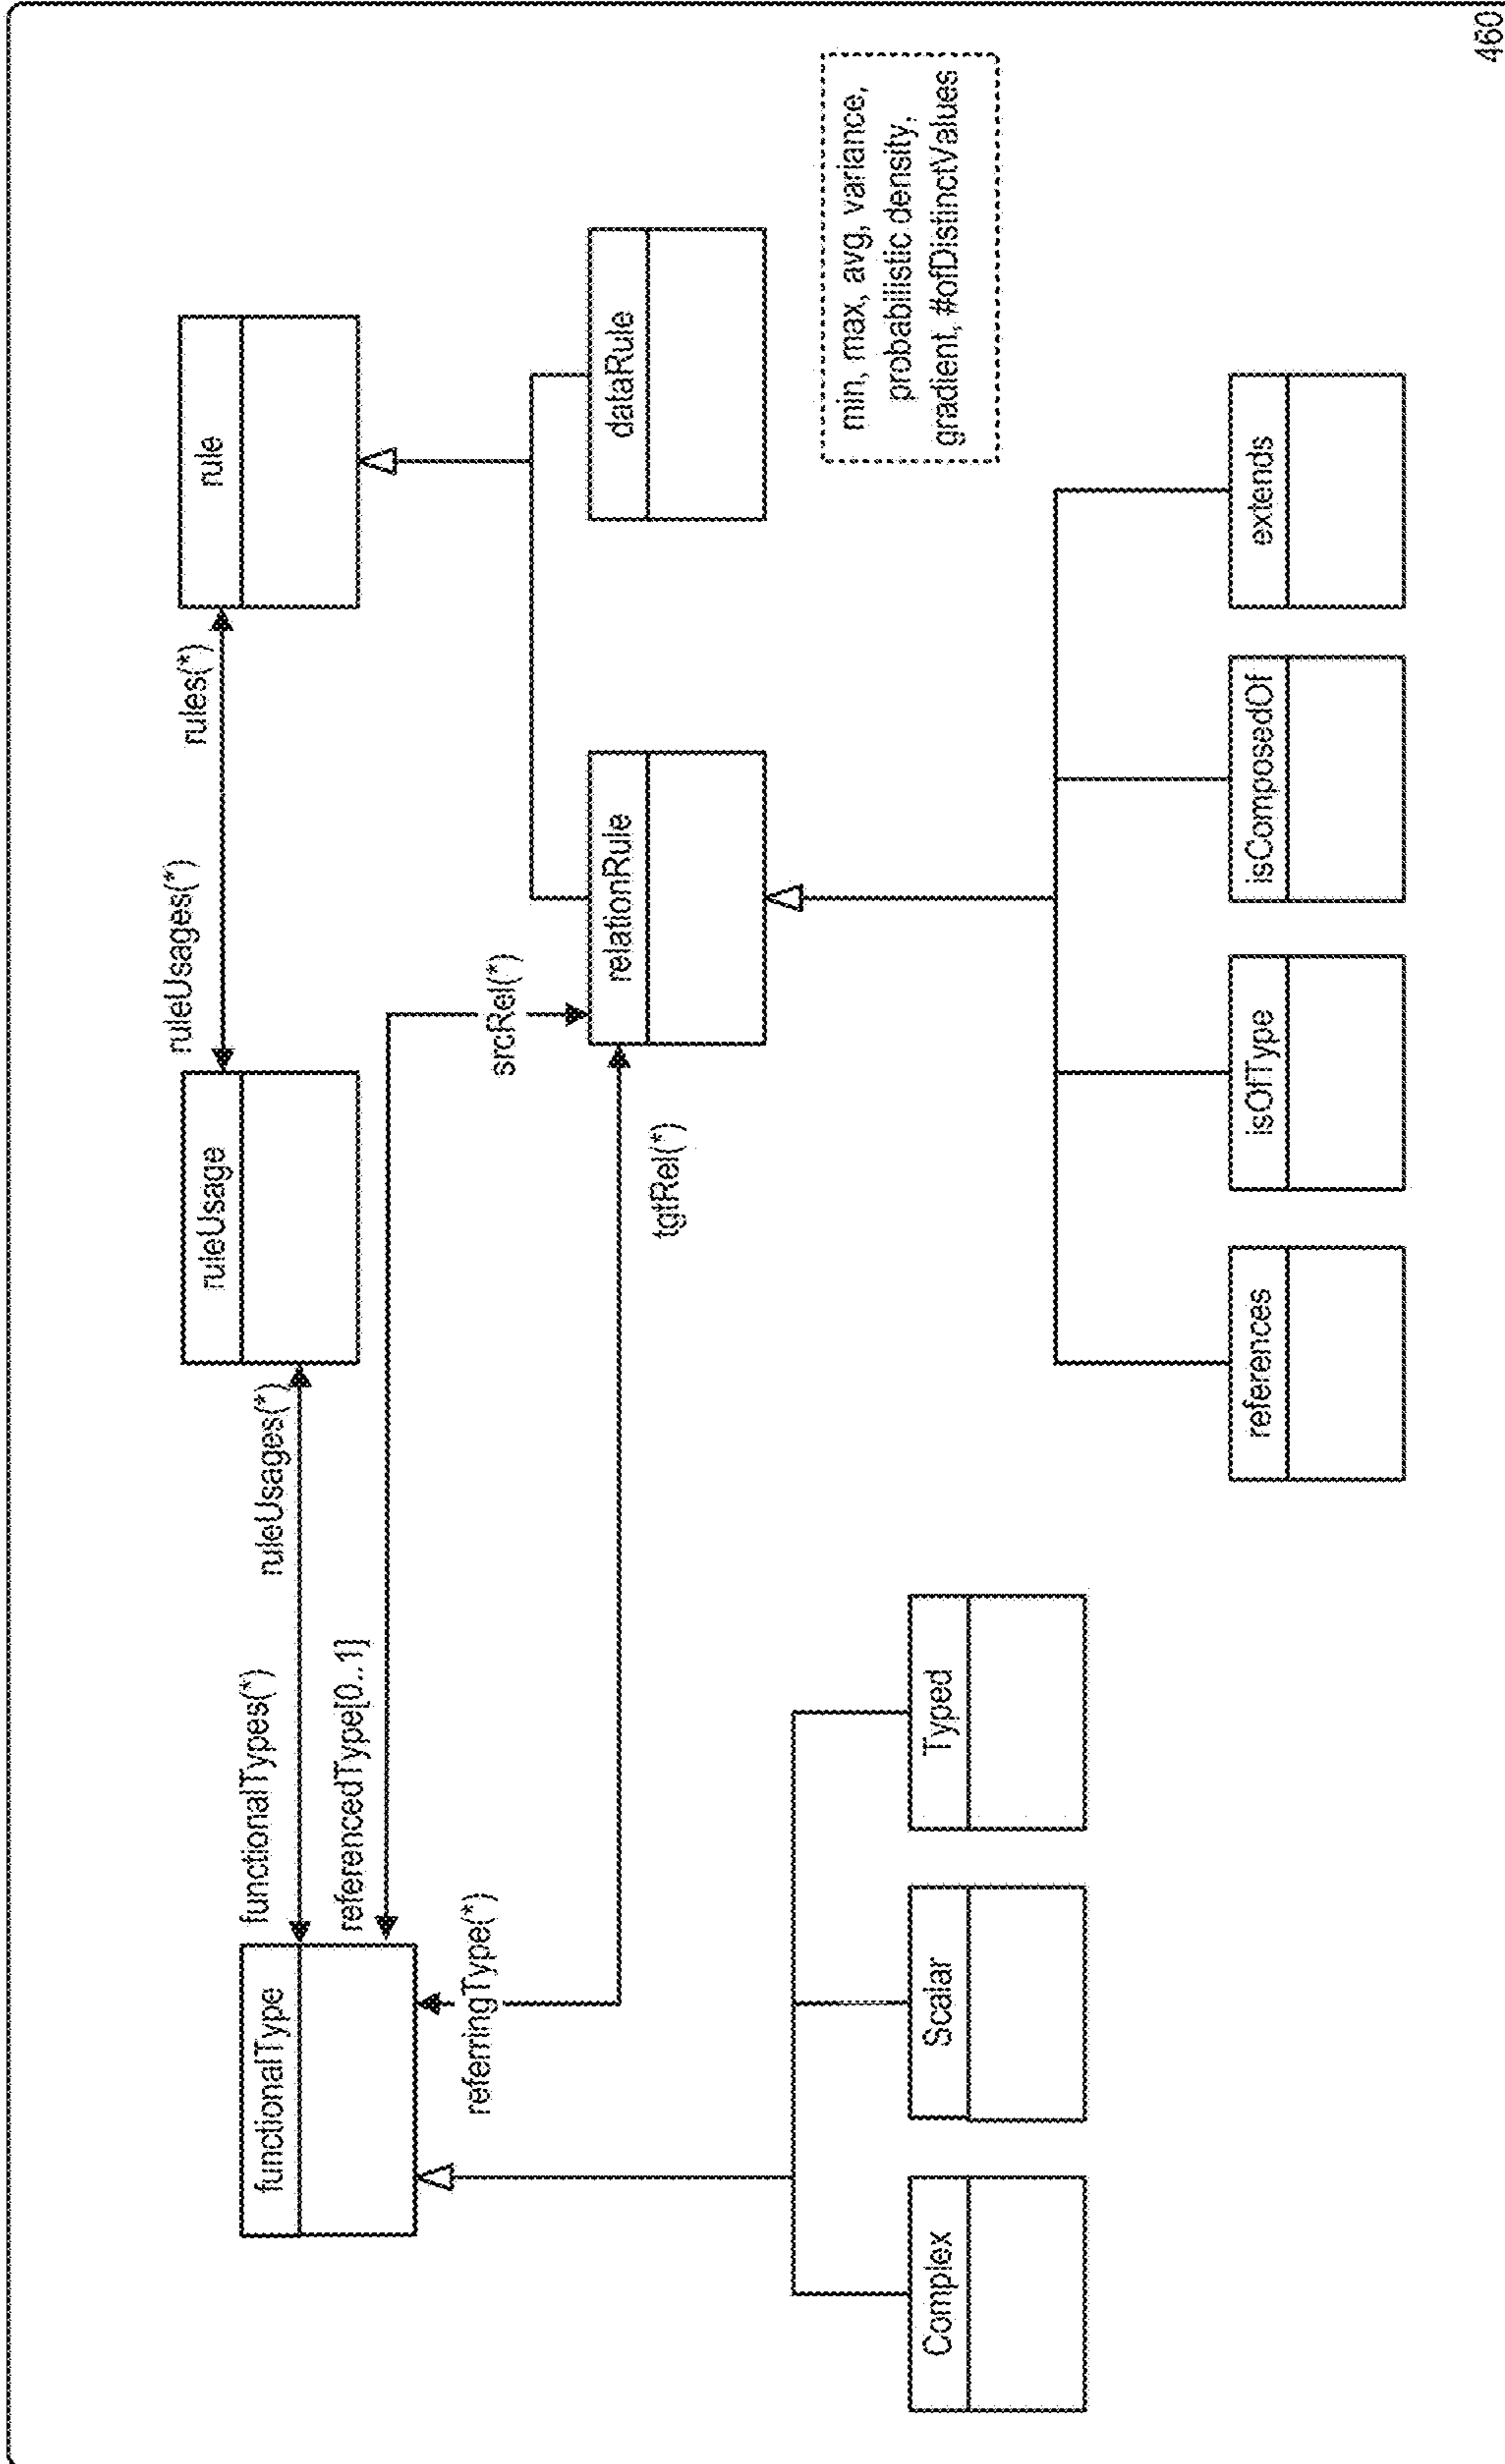 functionalType
functionalTypes(*)
ruleUsages(*)
ruleUsage
ruleUsages(*)
rules(*)
rule
referencedType[0..1]
referringType(*)
srcRel(*)
tgtRel(*)
relationRule
dataRule
min, max, avg, variance,
probabilistic density,
gradient, #ofDistinctValues
Complex
Scalar
Typed
references
isOfType
isComposedOf
extends
460